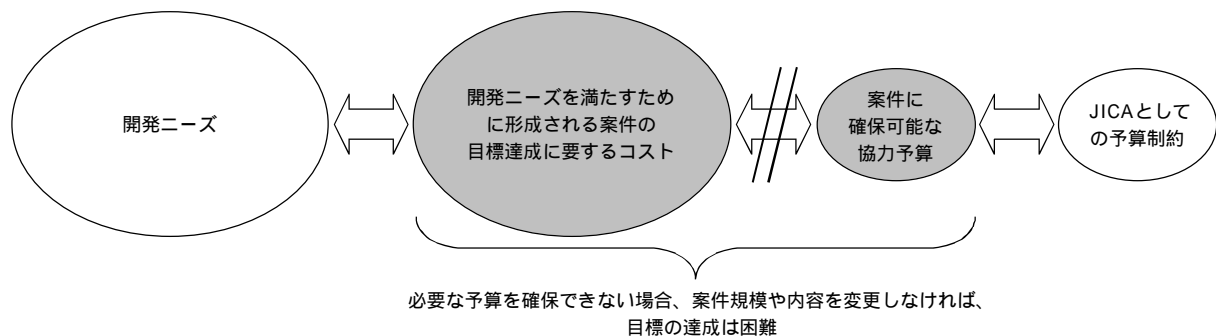 開発ニーズ
開発ニーズを満たすため
に形成される案件の
目標達成に要するコスト
案件に
確保可能な
協力予算
JICAとして
の予算制約
必要な予算を確保できない場合、案件規模や内容を変更しなければ、
目標の達成は困難